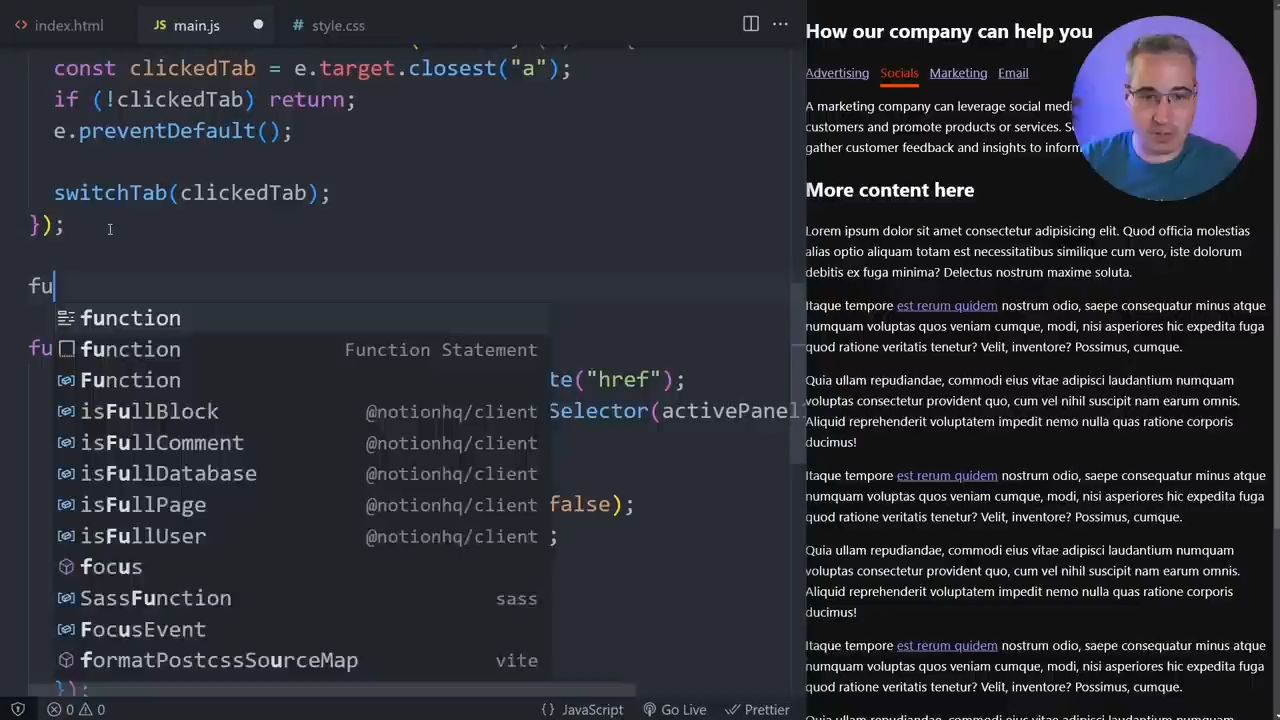 index.html
JS main.js
# style.css
const clickedTab = e.target.closest("a");
if (!clickedTab) return;
e.preventDefault();
switchTab(clickedTab);
});
fu
function
fu
function Function Statement
Function
te("href");
isFullBlock @notionhq/client
Selector(activePanel
isFullComment @notionhq/client
isFullDatabase @notionhq/client
isFullPage @notionhq/client
false);
isFullUser @notionhq/client
;
focus
SassFunction sass
FocusEvent
formatPostcssSourceMap vite
});
0 0
{} JavaScript
Go Live
Prettier
How our company can help you
Advertising Socials Marketing Email
A marketing company can leverage social medi
customers and promote products or services. S
gather customer feedback and insights to inform
More content here
Lorem ipsum dolor sit amet consectetur adipisicing elit. Quod officia molestias
alias optio aliquam totam est necessitatibus similique cum vero, iste dolorum
debitis ex fuga minima? Delectus nostrum maxime soluta.
Itaque tempore est rerum quidem nostrum odio, saepe consequatur minus atque
numquam voluptas quos veniam cumque, modi, nisi asperiores hic expedita fuga
quod ratione veritatis tenetur? Velit, inventore? Possimus, cumque.
Quia ullam repudiandae, commodi eius vitae adipisci laudantium numquam
voluptas consectetur provident quo, cum vel nihil suscipit nam earum omnis.
Aliquid reprehenderit voluptatem impedit nemo nulla quas ratione corporis
ducimus!
Itaque tempore est rerum quidem nostrum odio, saepe consequatur minus atque
numquam voluptas quos veniam cumque, modi, nisi asperiores hic expedita fuga
quod ratione veritatis tenetur? Velit, inventore? Possimus, cumque.
Quia ullam repudiandae, commodi eius vitae adipisci laudantium numquam
voluptas consectetur provident quo, cum vel nihil suscipit nam earum omnis.
Aliquid reprehenderit voluptatem impedit nemo nulla quas ratione corporis
ducimus!
Itaque tempore est rerum quidem nostrum odio, saepe consequatur minus atque
numquam voluptas quos veniam cumque, modi, nisi asperiores hic expedita fuga
quod ratione veritatis tenetur? Velit, inventore? Possimus, cumque.